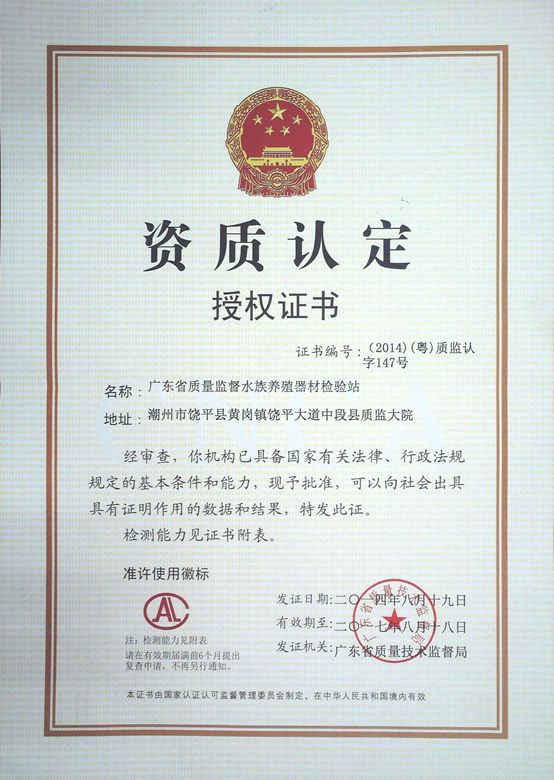 资质认定
授权证书
证书编号：（2014）（粤）质监认
字147号
名称：广东省质量监督水族养殖器材检验站
地址：潮州市饶平县黄岗镇饶平大道中段县质监大院
经审查，你机构已具备国家有关法律、行政法规
规定的基本条件和能力，现予批准，可以向社会出具
具有证明作用的数据和结果，特发此证。
检测能力见证书附表。
准许使用徽标
CAL
注：检测能力见附表
请在有效期届满前6个月提出
复查申请，不再另行通知。
发证日期：二〇一四年八月十九日
有效期至：二〇一七年八月十八日
发证机关：广东省质量技术监督局
广东省质量技术监督局
本证书由国家认证认可监督管理委员会制定，在中华人民共和国境内有效